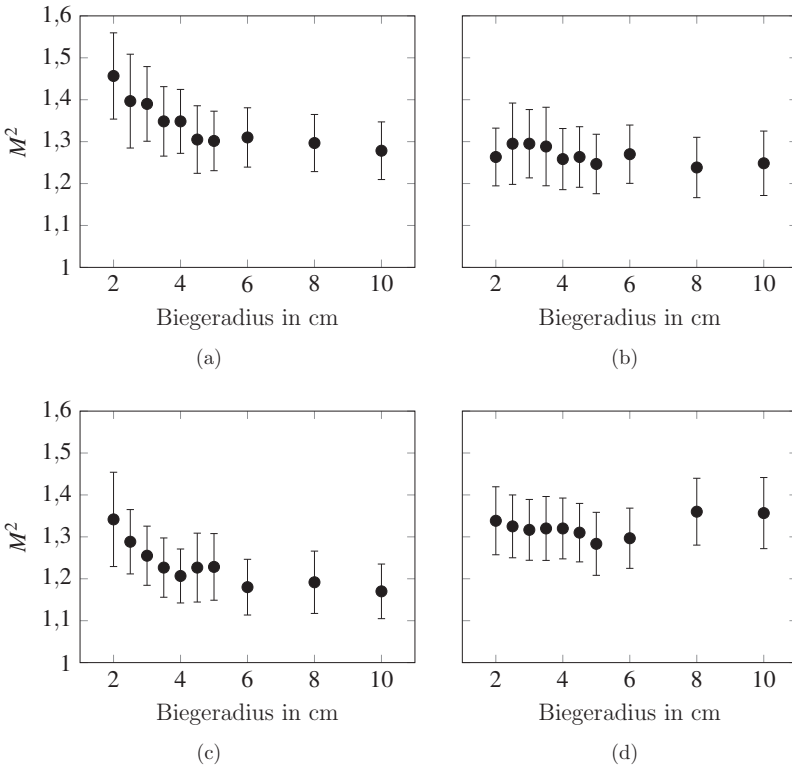 1,6
1,5
1,4
1,3
1,2
1,1
1
M²
2 4 6 8 10
Biegeradius in cm
(a)
2 4 6 8 10
Biegeradius in cm
(b)
1,6
1,5
1,4
1,3
1,2
1,1
1
M²
2 4 6 8 10
Biegeradius in cm
(c)
2 4 6 8 10
Biegeradius in cm
(d)